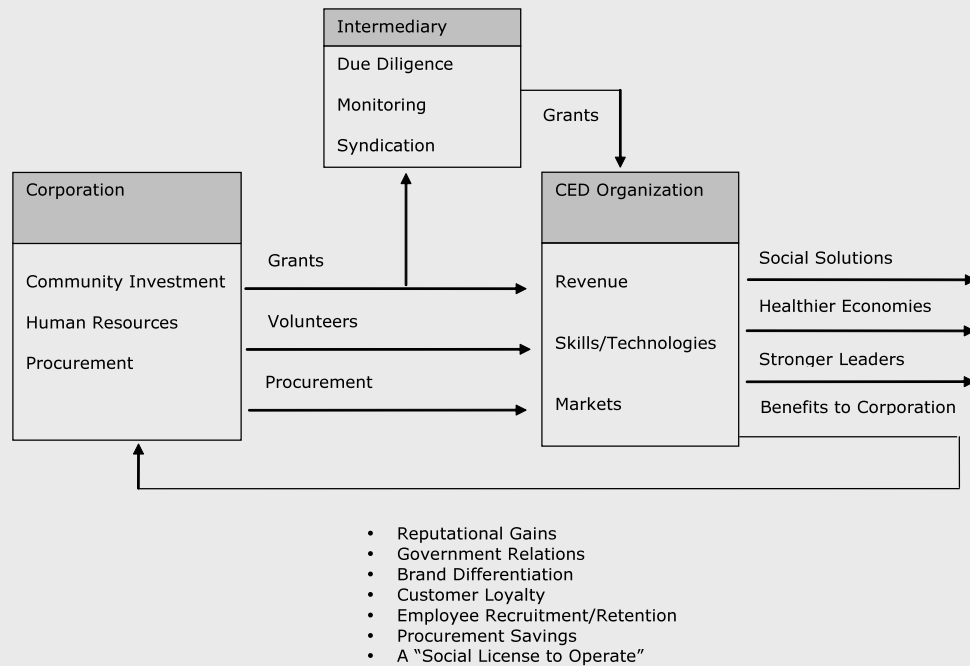 Intermediary
Due Diligence
Monitoring
Syndication
Grants
Corporation
Community Investment
Human Resources
Procurement
Grants
Volunteers
Procurement
CED Organization
Revenue
Skills/Technologies
Markets
Social Solutions
Healthier Economies
Stronger Leaders
Benefits to Corporation
• Reputational Gains
• Government Relations
• Brand Differentiation
• Customer Loyalty
• Employee Recruitment/Retention
• Procurement Savings
• A “Social License to Operate”